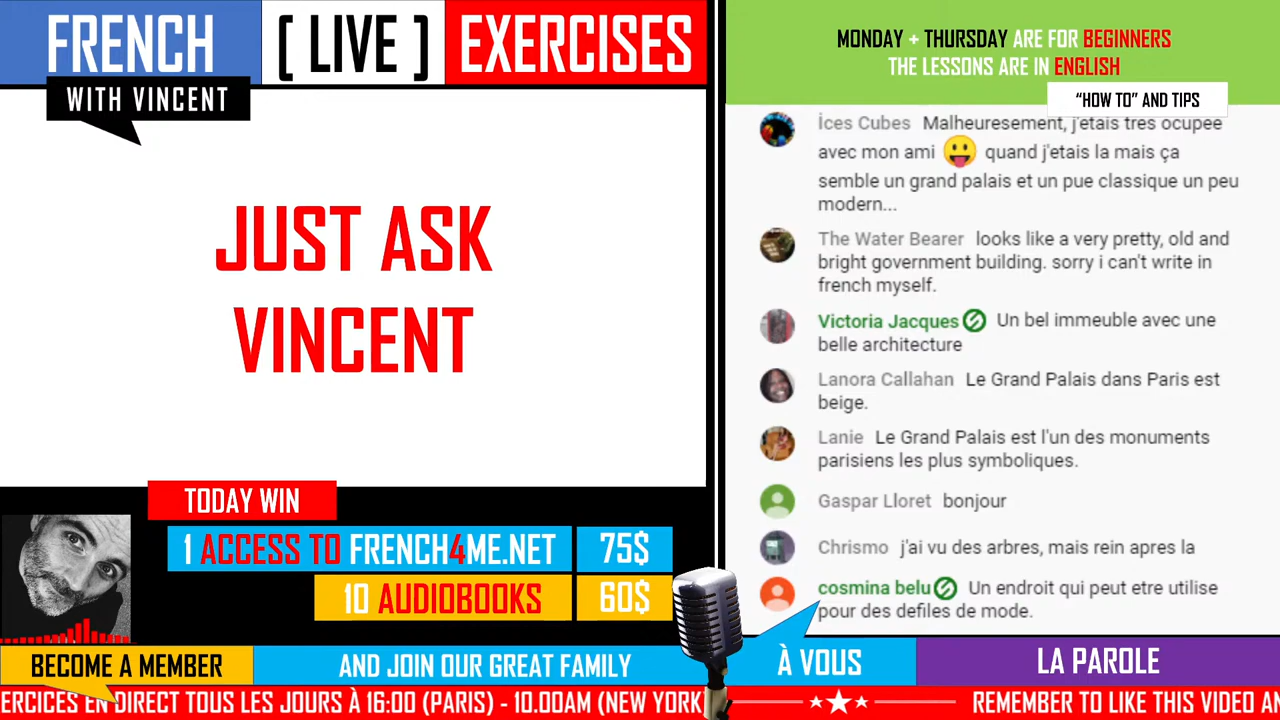 FRENCH [ LIVE ] EXERCISES
WITH VINCENT
JUST ASK
VINCENT
TODAY WIN
1 ACCESS TO FRENCH4ME.NET 75$
10 AUDIOBOOKS 60$
MONDAY + THURSDAY ARE FOR BEGINNERS
THE LESSONS ARE IN ENGLISH
“HOW TO” AND TIPS
İces Cubes Malheuresement, j'etais tres ocupee
avec mon ami 😛 quand j'etais la mais ça
semble un grand palais et un pue classique un peu
modern...
The Water Bearer looks like a very pretty, old and
bright government building. sorry i can't write in
french myself.
Victoria Jacques Un bel immeuble avec une
belle architecture
Lanora Callahan Le Grand Palais dans Paris est
beige.
Lanie Le Grand Palais est l'un des monuments
parisiens les plus symboliques.
Gaspar Lloret bonjour
Chrismo j'ai vu des arbres, mais rein apres la
cosmina belu Un endroit qui peut etre utilise
pour des defiles de mode.
BECOME A MEMBER AND JOIN OUR GREAT FAMILY
À VOUS LA PAROLE
ERCICES EN DIRECT TOUS LES JOURS À 16:00 (PARIS) - 10.00AM (NEW YORK REMEMBER TO LIKE THIS VIDEO AN